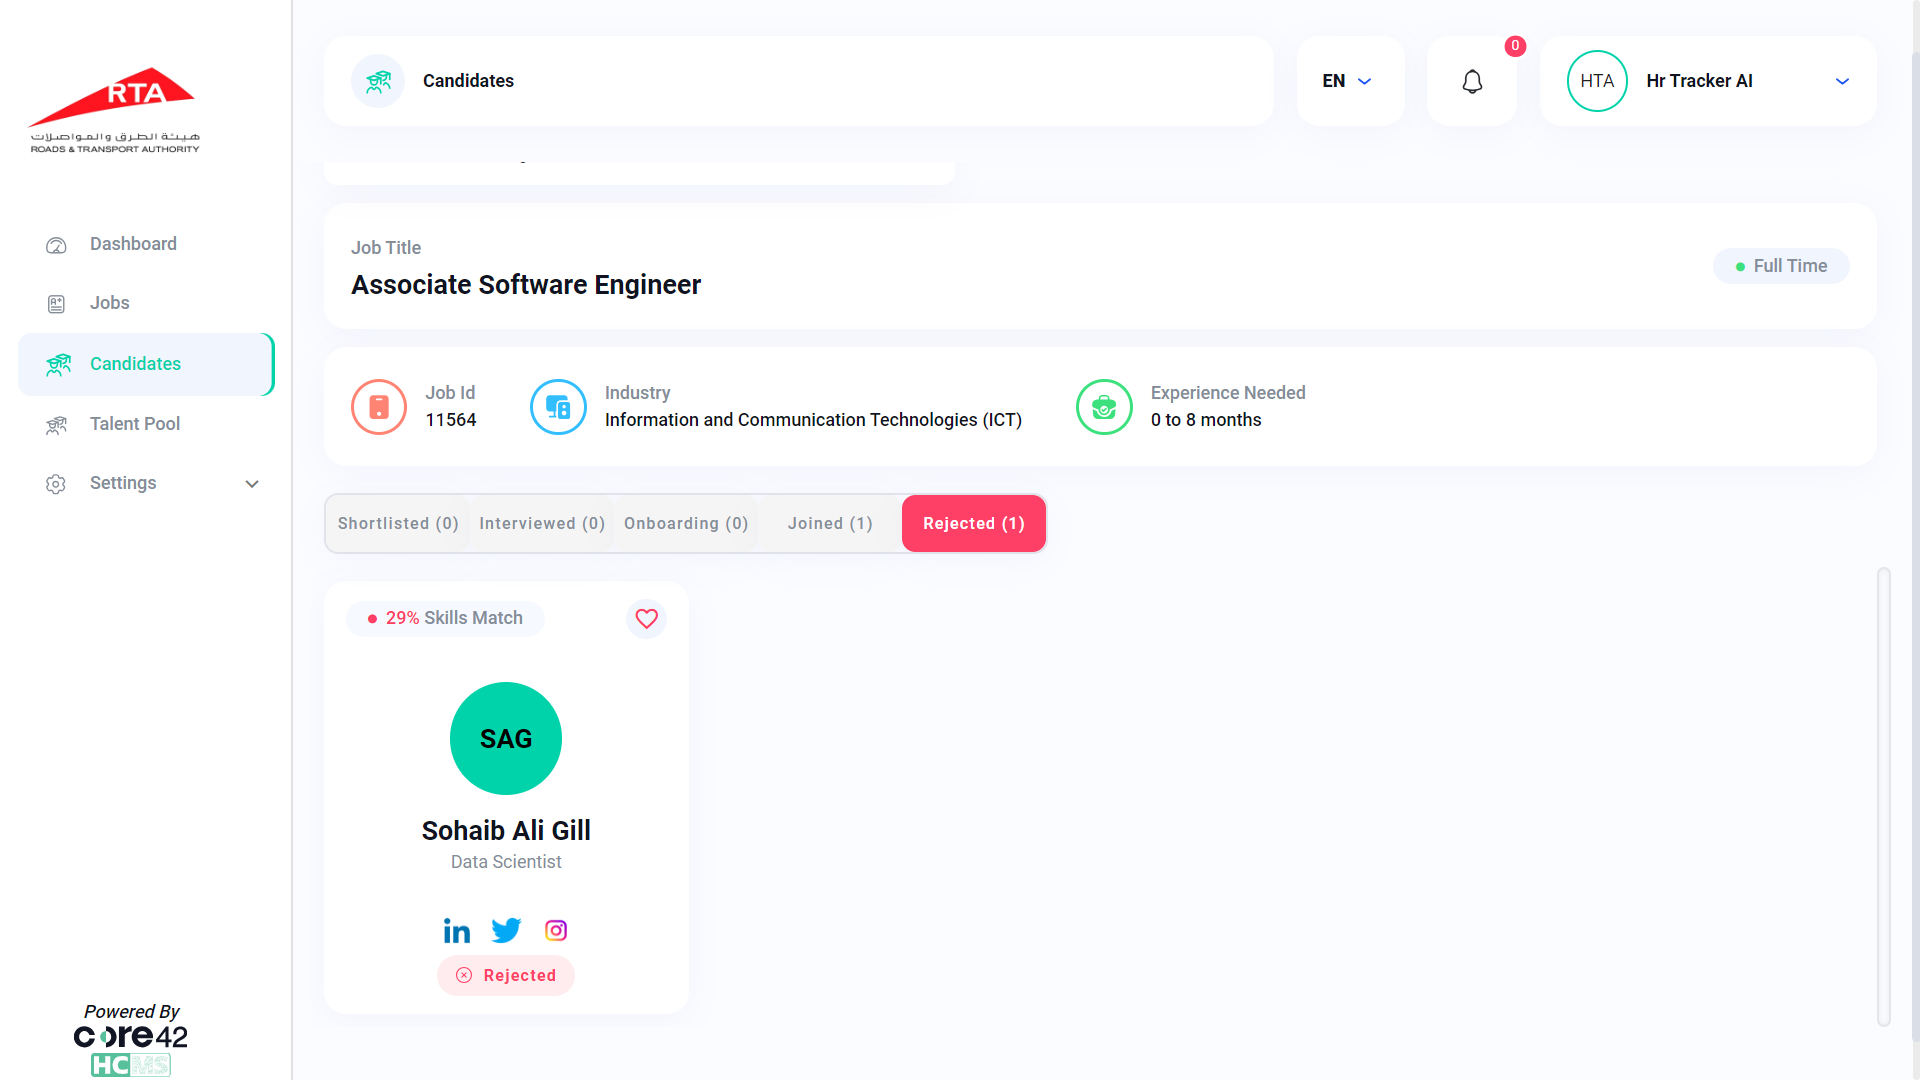 RTA
هيئة الطرق والمواصلات
ROADS & TRANSPORT AUTHORITY
Dashboard
Jobs
Candidates
Talent Pool
Settings
Powered By
core42
HCMS
Candidates
EN
0
HTA
Hr Tracker AI
Job Title
Associate Software Engineer
Full Time
Job Id
11564
Industry
Information and Communication Technologies (ICT)
Experience Needed
0 to 8 months
Shortlisted (0)
Interviewed (0)
Onboarding (0)
Joined (1)
Rejected (1)
29% Skills Match
SAG
Sohaib Ali Gill
Data Scientist
in
Rejected